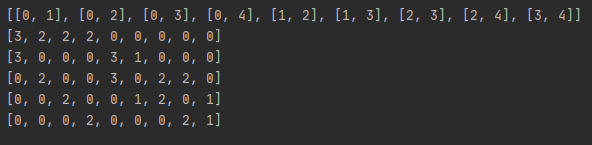 [[0, 1], [0, 2], [0, 3], [0, 4], [1, 2], [1, 3], [2, 3], [2, 4], [3, 4]]
[3, 2, 2, 2, 0, 0, 0, 0, 0]
[3, 0, 0, 0, 3, 1, 0, 0, 0]
[0, 2, 0, 0, 3, 0, 2, 2, 0]
[0, 0, 2, 0, 0, 1, 2, 0, 1]
[0, 0, 0, 2, 0, 0, 0, 2, 1]